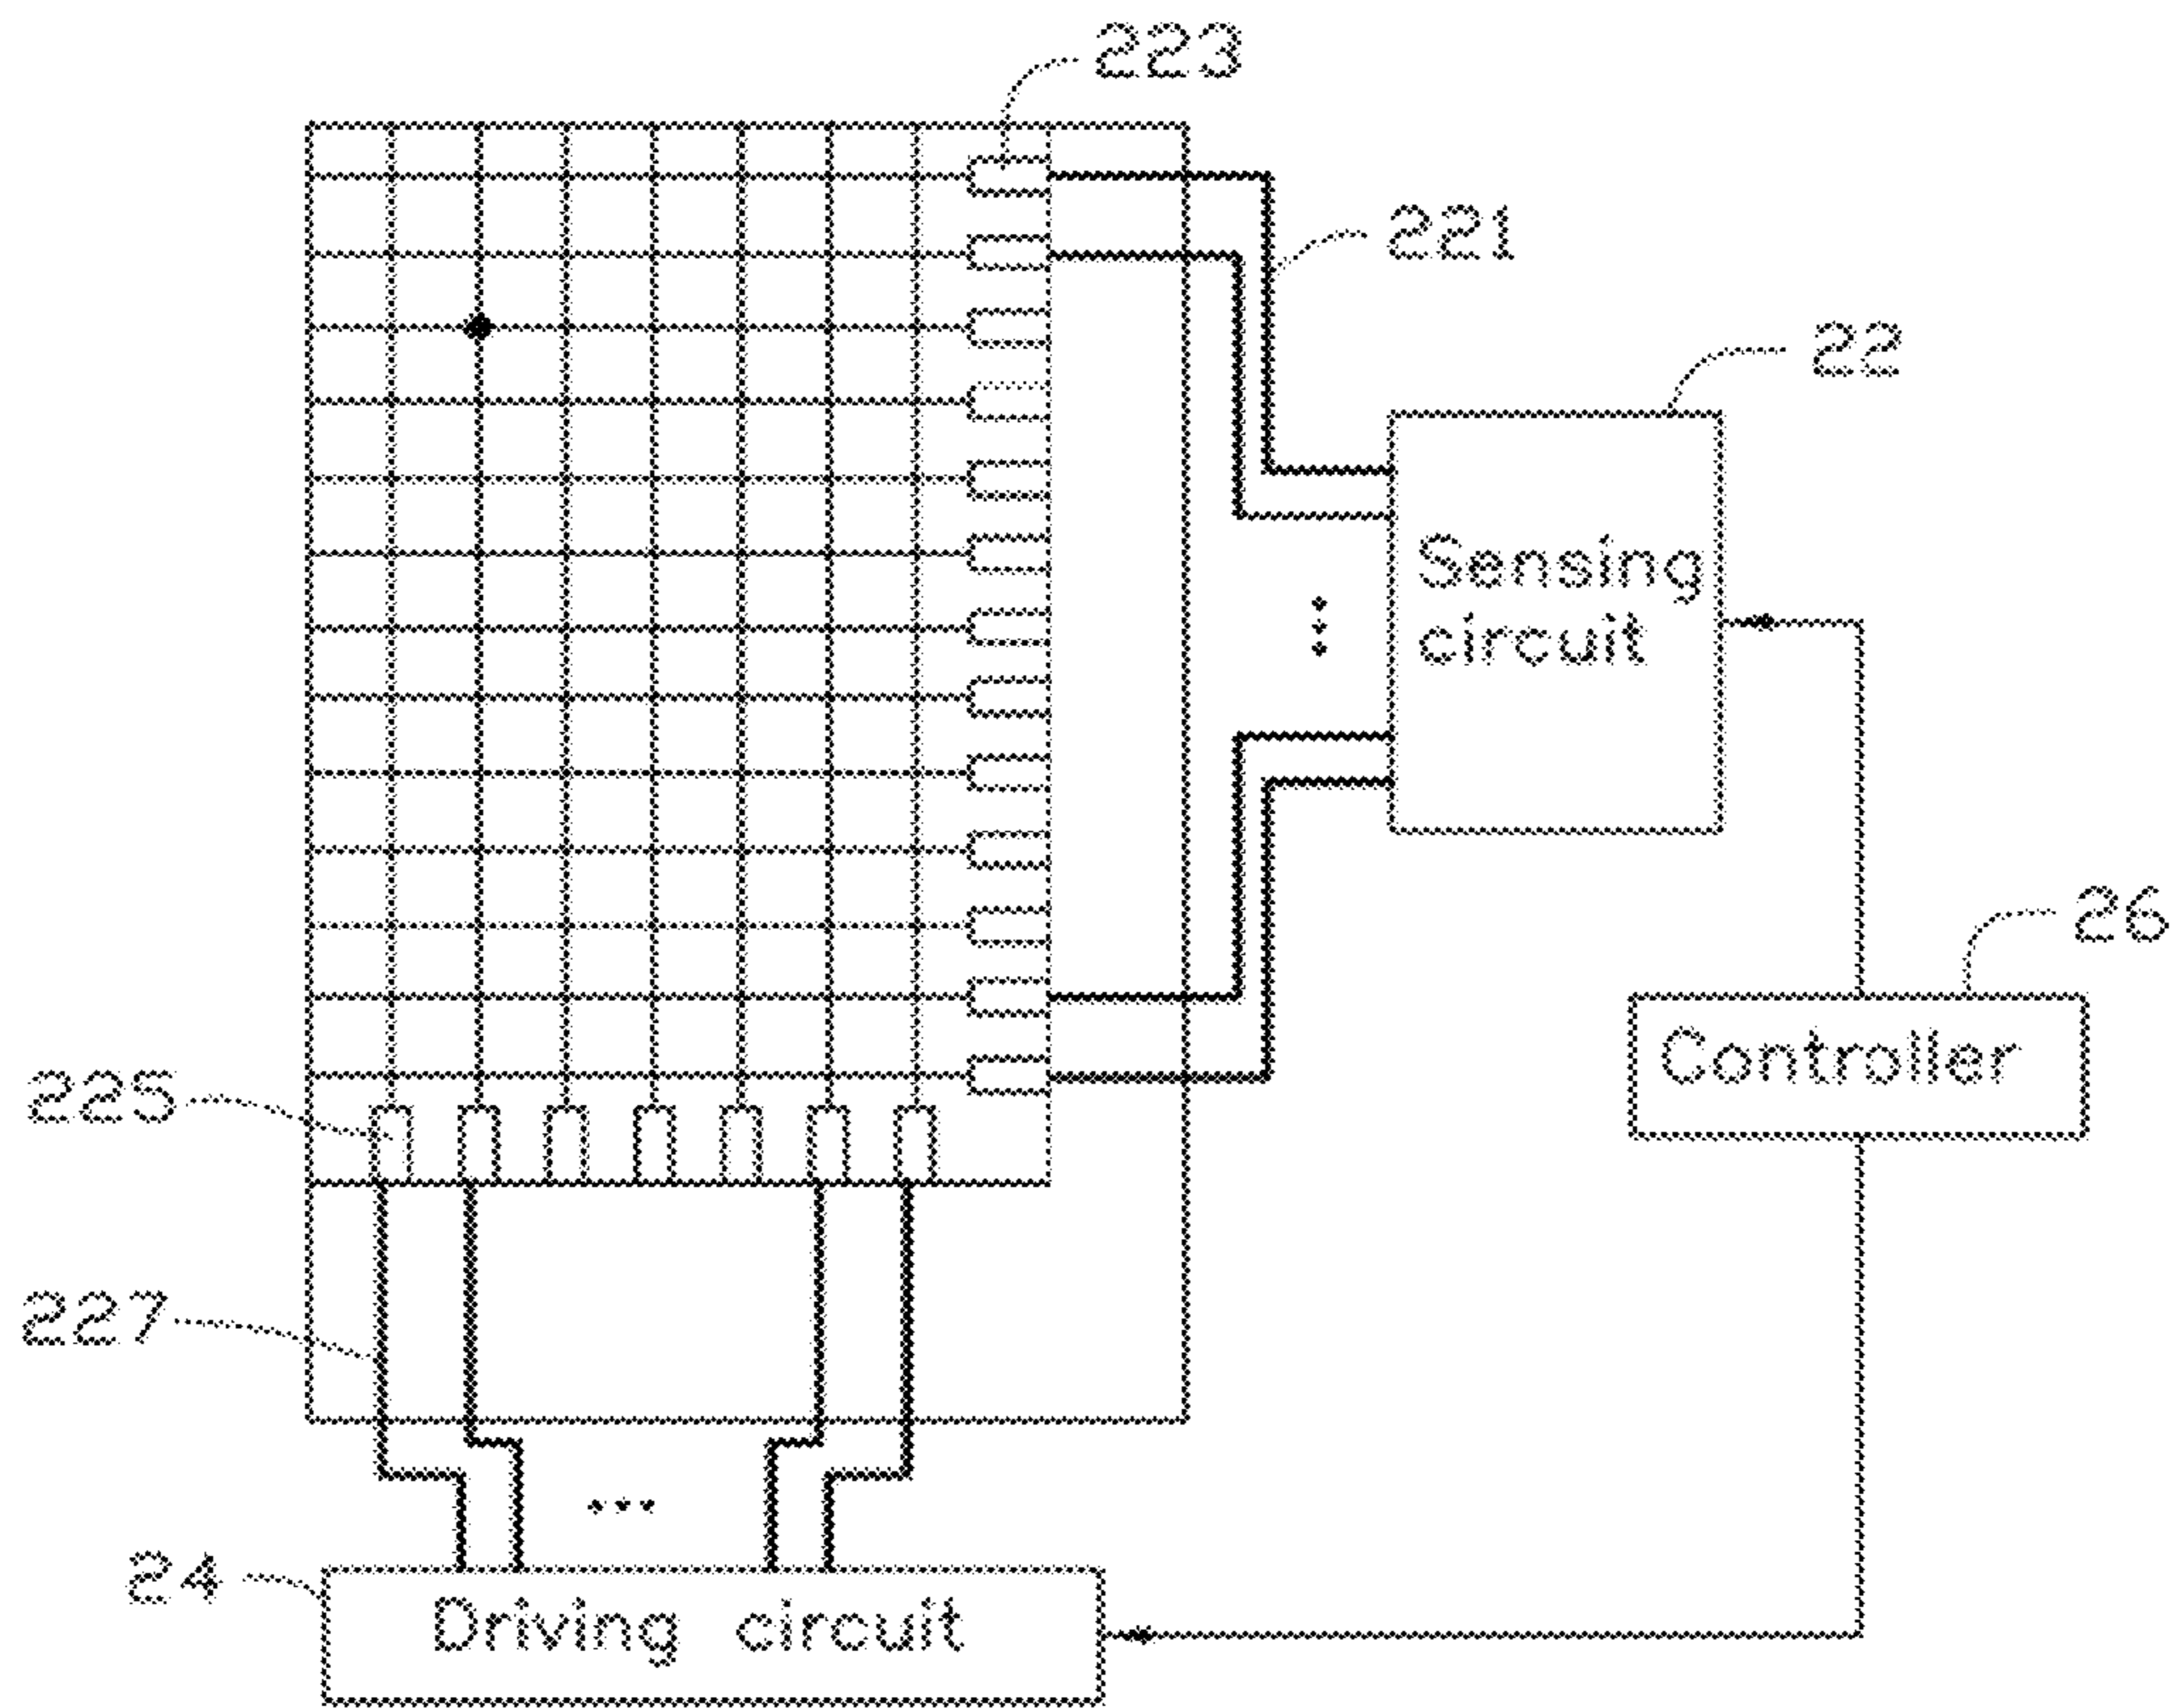 223
221
22
Sensing
circuit
26
Controller
225
227
24
Driving circuit